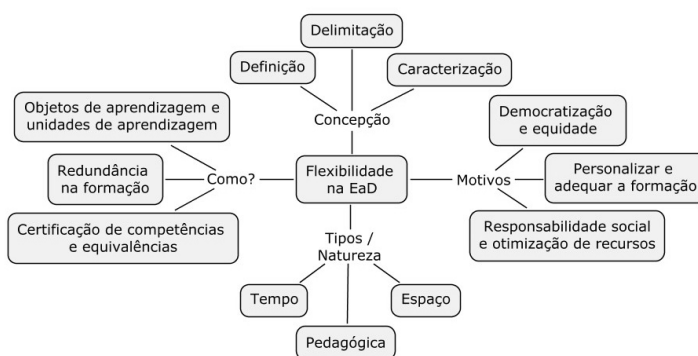 Delimitação
Definição
Caracterização
Concepção
Objetos de aprendizagem e
unidades de aprendizagem
Redundância
na formação
Certificação de competências
e equivalências
Como?
Flexibilidade
na EaD
Motivos
Democratização
e equidade
Personalizar e
adequar a formação
Responsabilidade social
e otimização de recursos
Tipos /
Natureza
Tempo
Espaço
Pedagógica